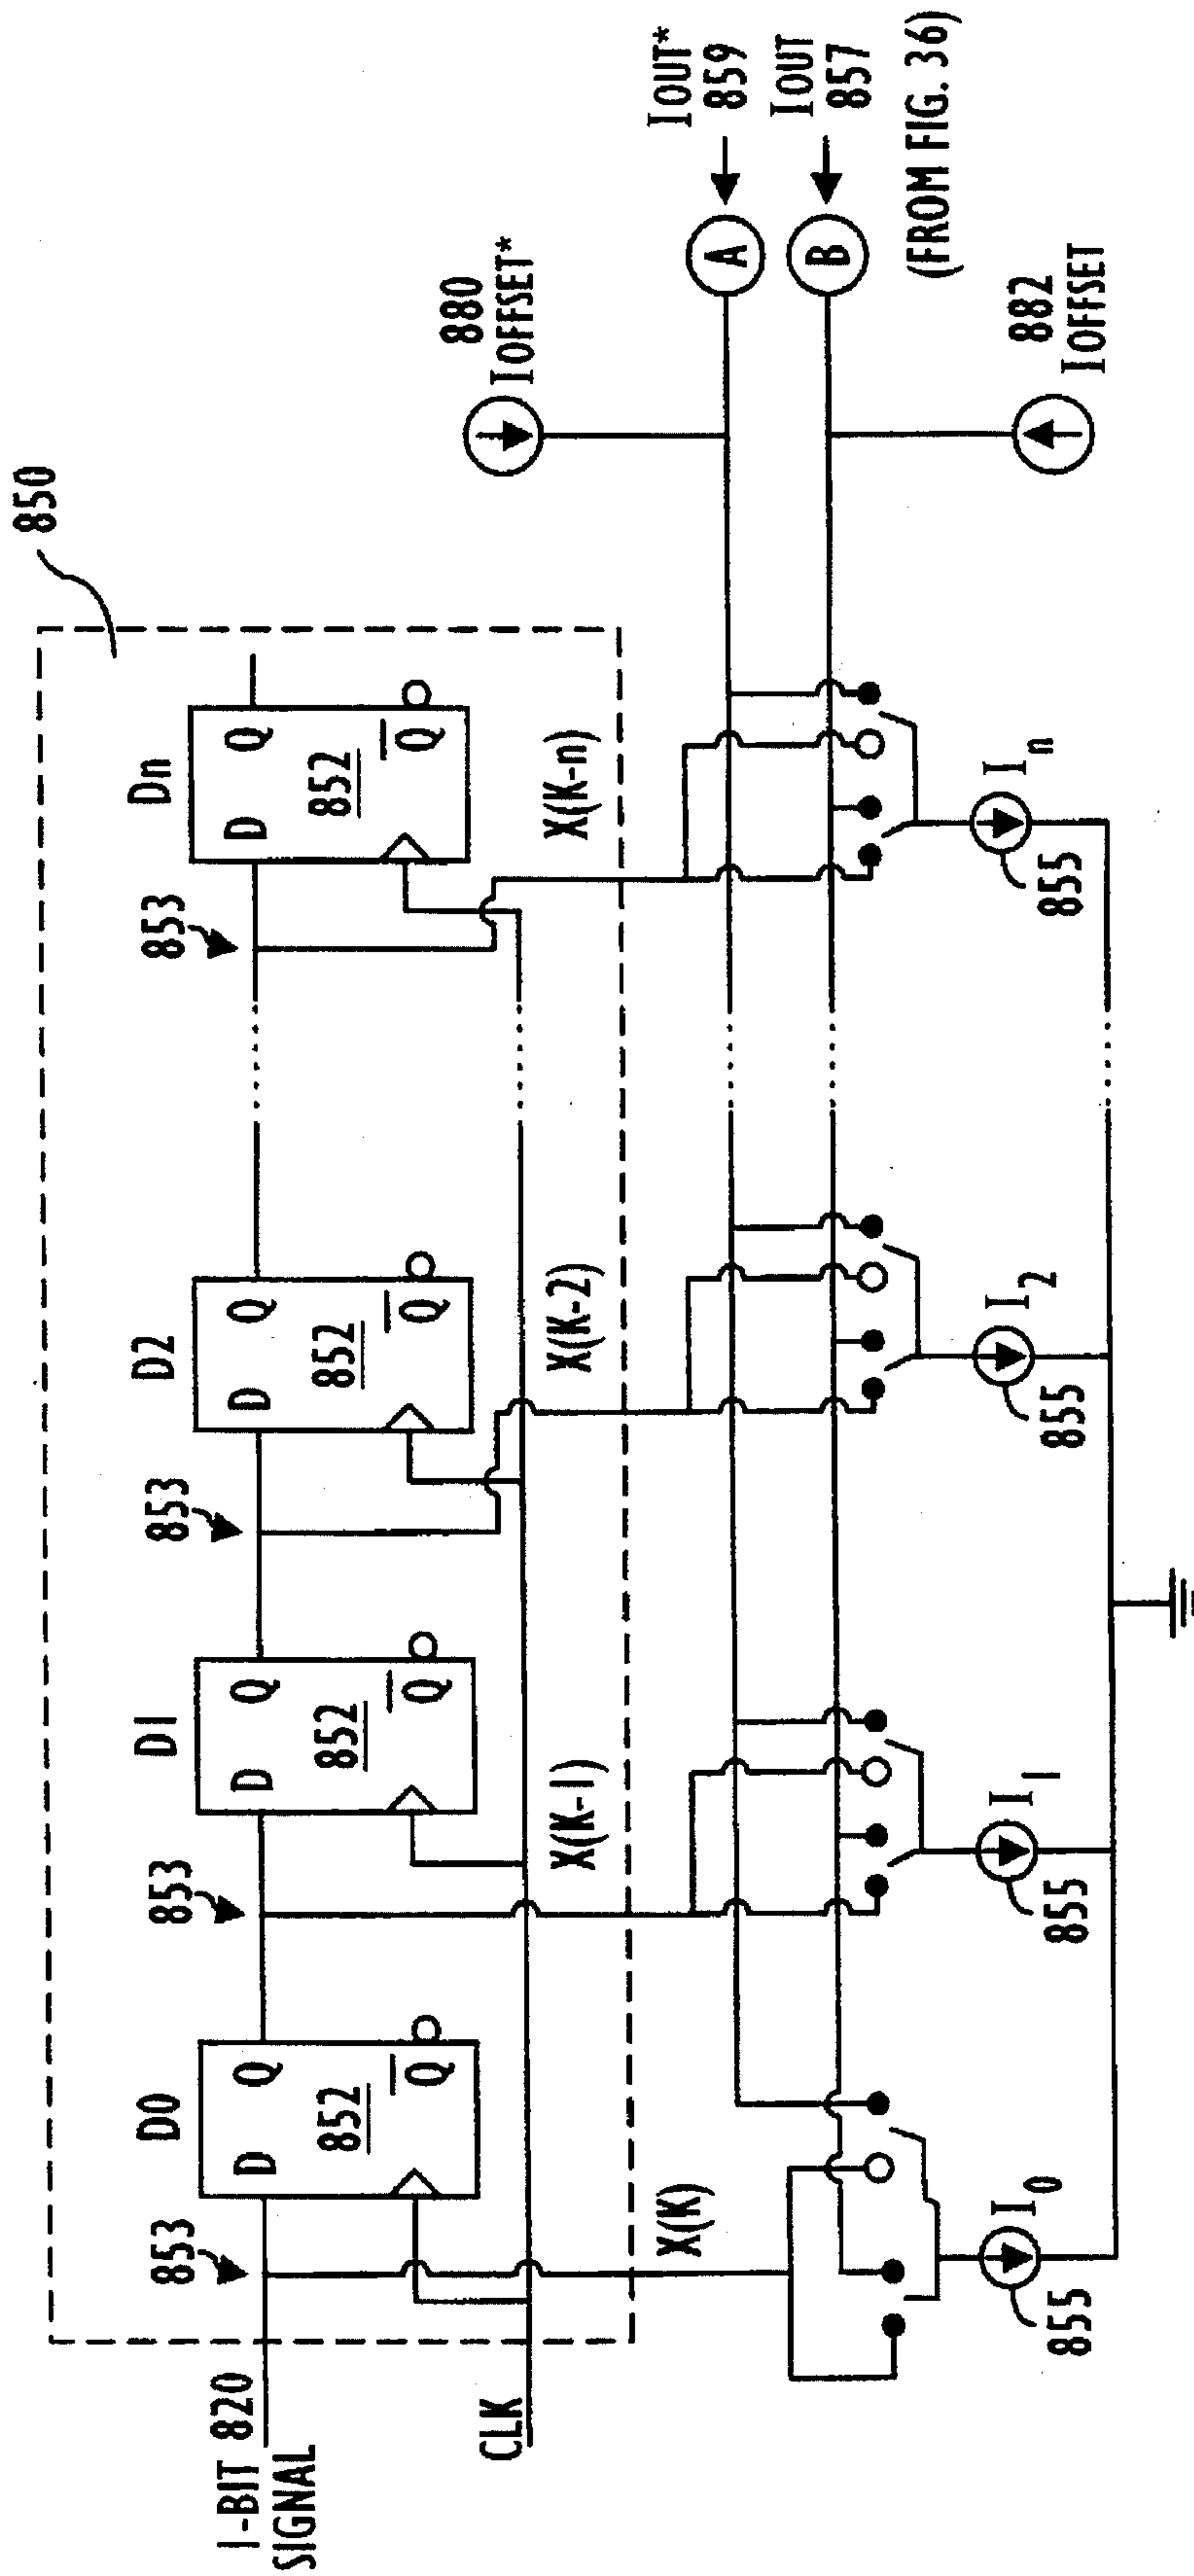 850
D0
D1
D2
Dn
853
853
853
853
D Q
852
Q
D Q
852
Q
D Q
852
Q
D Q
852
Q
1-BIT 820
SIGNAL
CLK
X(K)
X(K-1)
X(K-2)
X(K-n)
880
IOFFSET*
IOUT*
859
A
IOUT
857
B
(FROM FIG. 36)
882
IOFFSET
I0
855
I1
855
I2
855
In
855